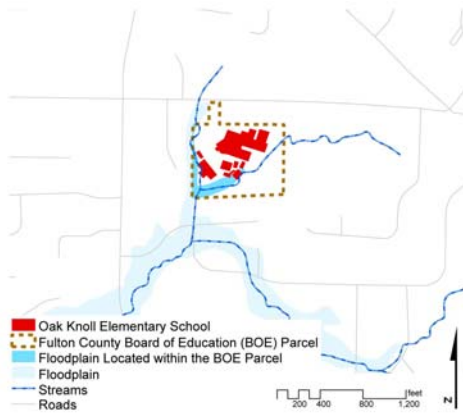 Oak Knoll Elementary School
Fulton County Board of Education (BOE) Parcel
Floodplain Located within the BOE Parcel
Floodplain
Streams
Roads
feet
200 400 800 1,200
N